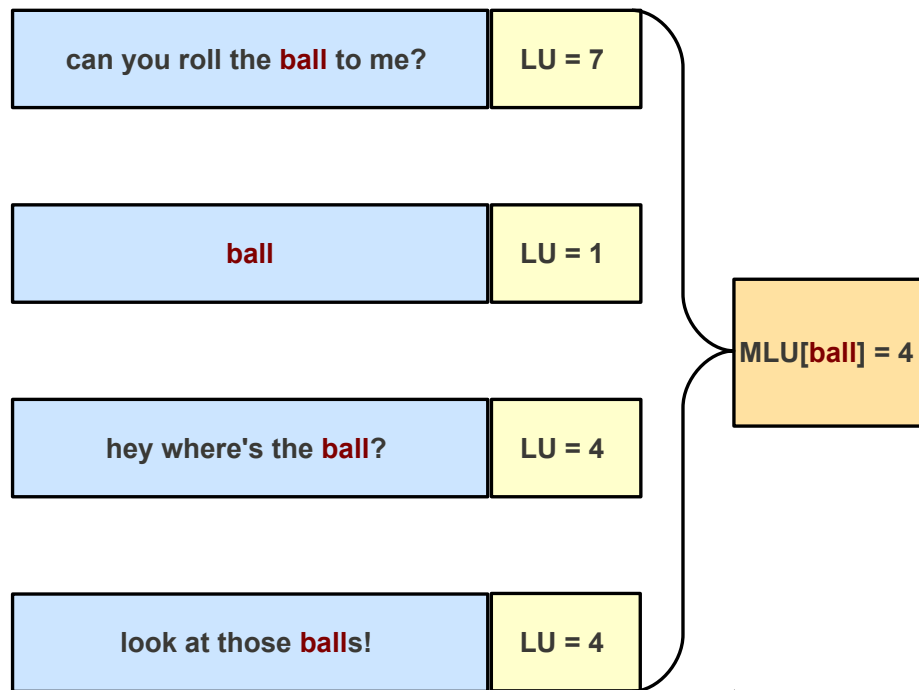 can you roll the ball to me?
LU = 7
ball
LU = 1
MLU[ball] = 4
hey where's the ball?
LU = 4
look at those balls!
LU = 4